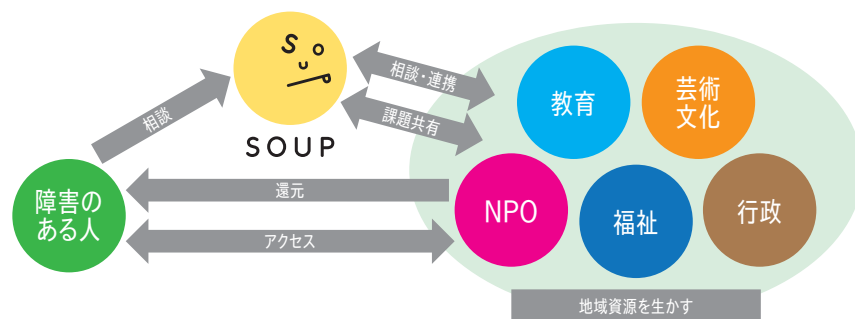 S o
u p
SOUP
相談・連携
課題共有
相談
教育
芸術
文化
障害の
ある人
還元
アクセス
NPO
福祉
行政
地域資源を生かす